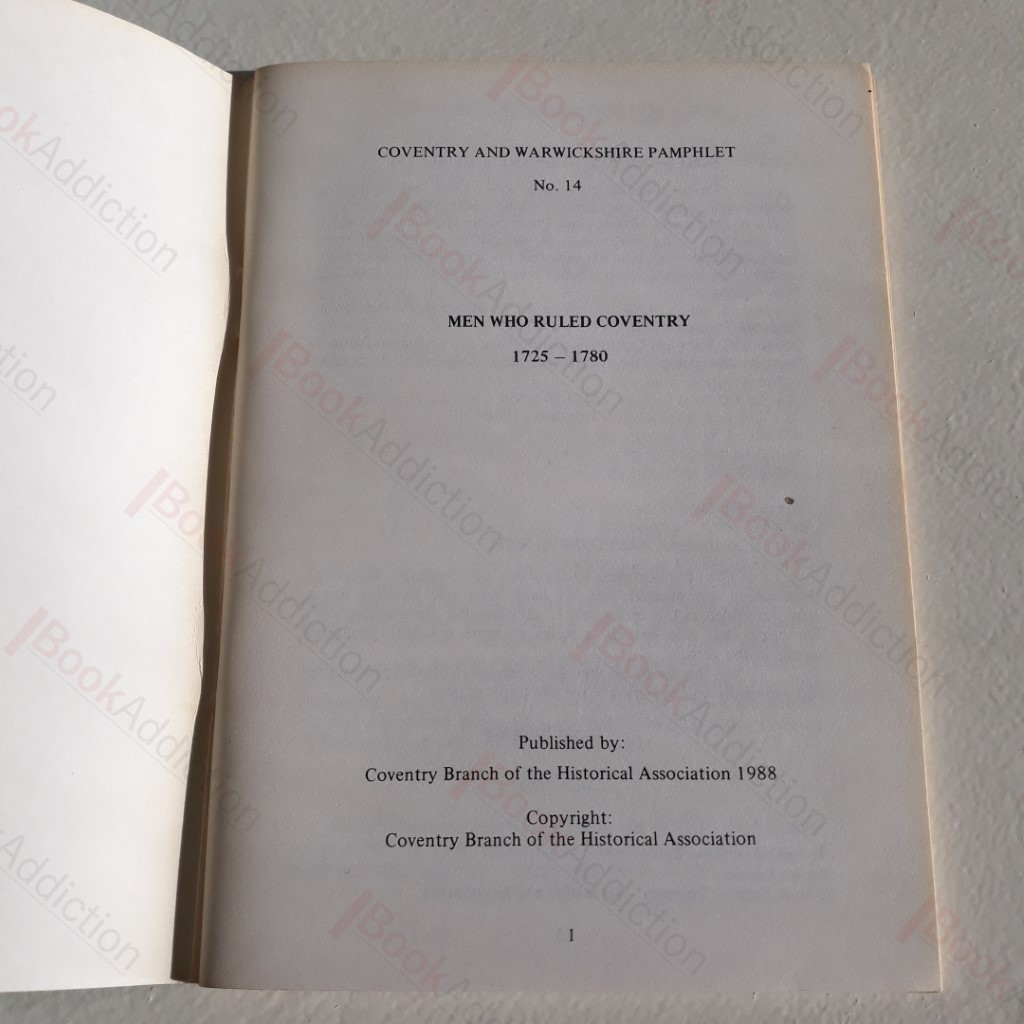 COVENTRY AND WARWICKSHIRE PAMPHLET
No. 14
MEN WHO RULED COVENTRY
1725 – 1780
Published by:
Coventry Branch of the Historical Association 1988
Copyright:
Coventry Branch of the Historical Association
1
BookAddiction